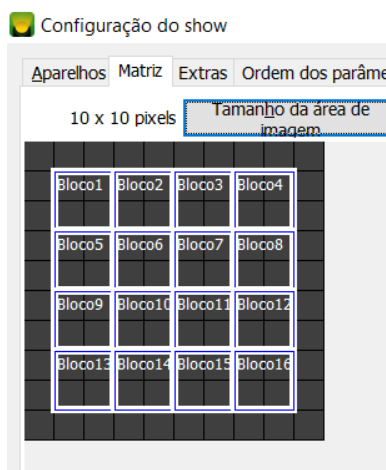 Configuração do show
Aparelhos Matriz Extras Ordem dos parâme
10 x 10 pixels Tamanho da área de
imagem
Bloco1 Bloco2 Bloco3 Bloco4
Bloco5 Bloco6 Bloco7 Bloco8
Bloco9 Bloco10 Bloco11 Bloco12
Bloco13 Bloco14 Bloco15 Bloco16